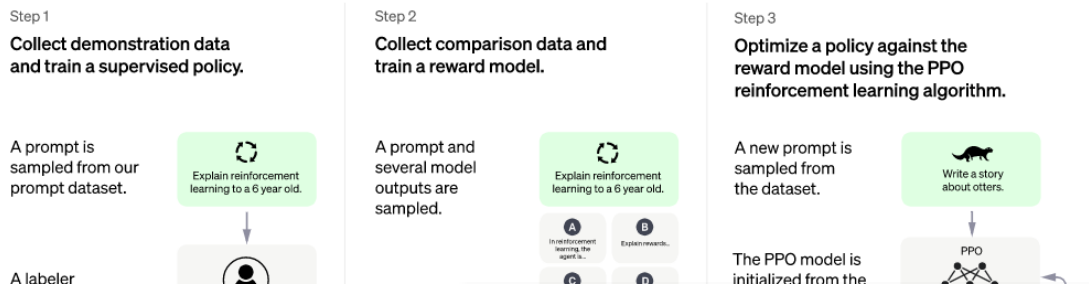 Step 1
Collect demonstration data
and train a supervised policy.
A prompt is
sampled from our
prompt dataset.
Explain reinforcement
learning to a 6 year old.
A labeler
Step 2
Collect comparison data and
train a reward model.
A prompt and
several model
outputs are
sampled.
Explain reinforcement
learning to a 6 year old.
A
In reinforcement
learning, the
agent is...
B
Explain rewards...
C
D
Step 3
Optimize a policy against the
reward model using the PPO
reinforcement learning algorithm.
A new prompt is
sampled from
the dataset.
Write a story
about otters.
The PPO model is
initialized from the
PPO